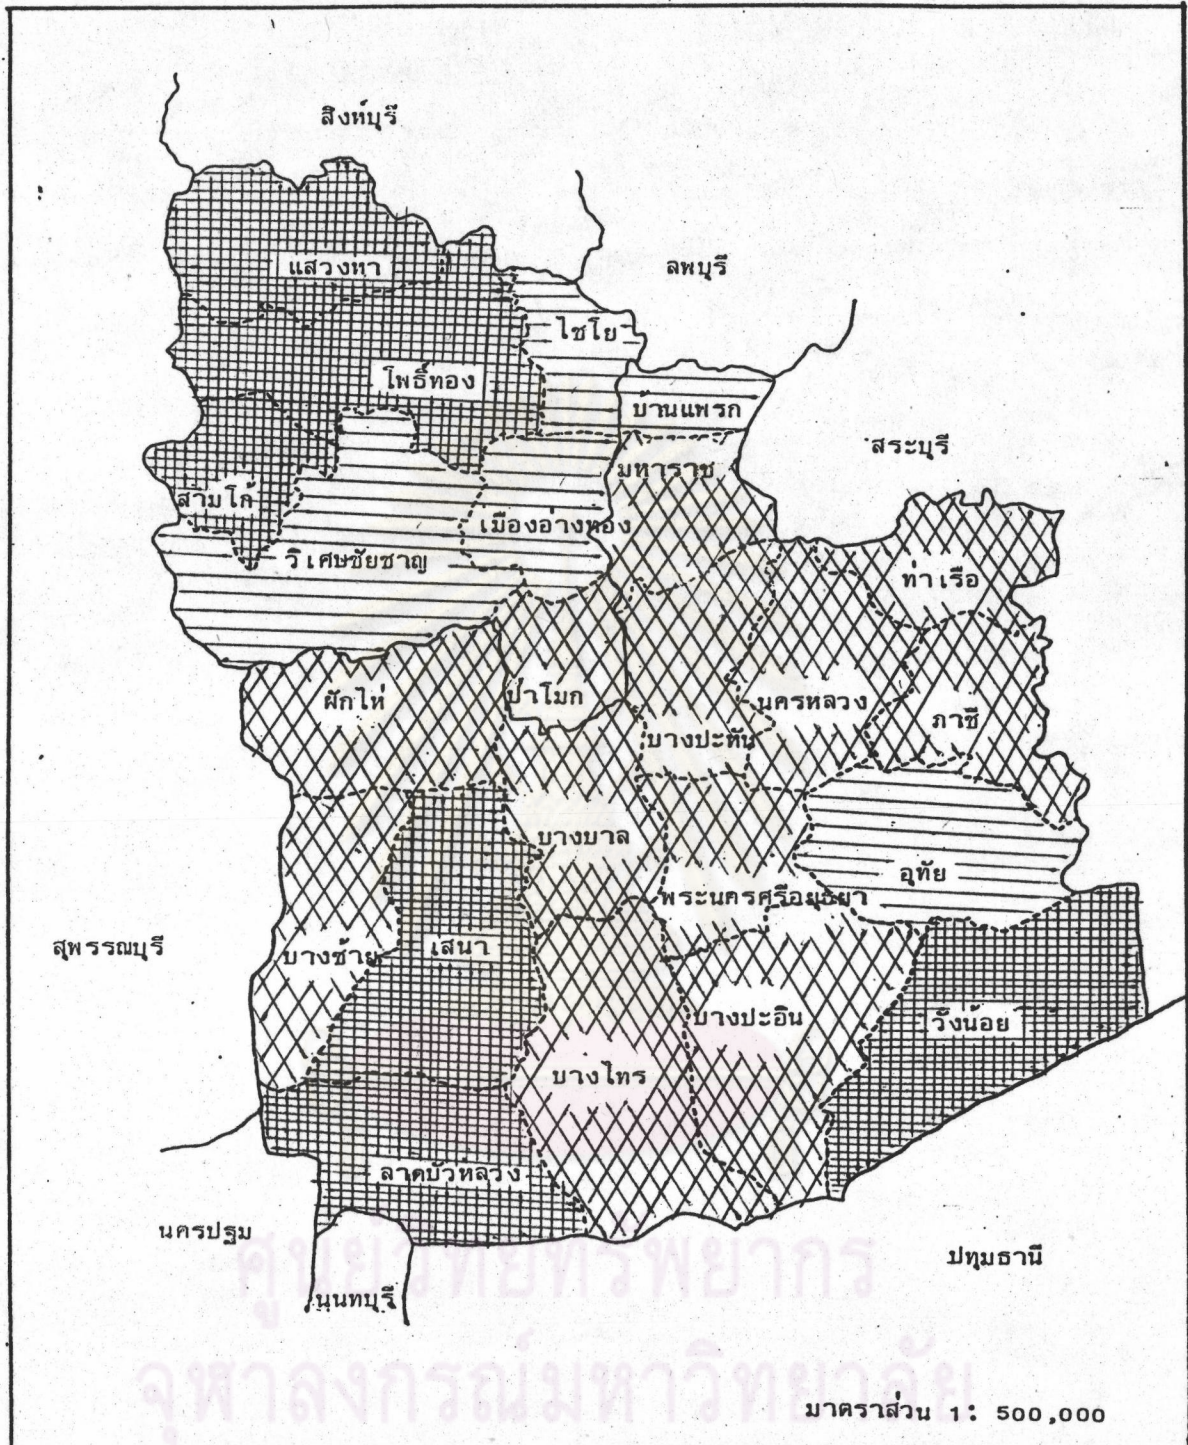 สิงห์บุรี
ลพบุรี
แสวงหา
ไชโย
โพธิ์ทอง
บ้านแพรก
สระบุรี
มหาราช
สามโก้
เมืองอ่างทอง
วิเศษชัยชาญ
ท่าเรือ
ผักไห่
ป่าโมก
นครหลวง
ภาชี
บางปะหัน
บางบาล
อุทัย
พระนครศรีอยุธยา
สุพรรณบุรี
บางซ้าย
เสนา
บางปะอิน
วังน้อย
บางไทร
ลาดบัวหลวง
นครปฐม
ปทุมธานี
นนทบุรี
ศูนย์วิทยทรัพยากร
จุฬาลงกรณ์มหาวิทยาลัย
มาตราส่วน 1: 500,000